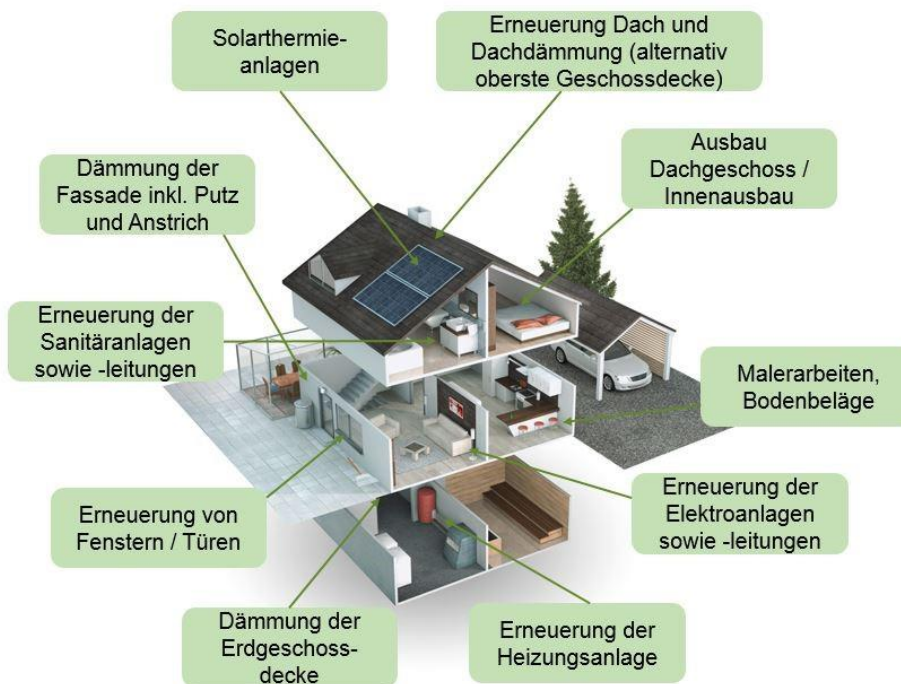 Solarthermie-
anlagen
Erneuerung Dach und
Dachdämmung (alternativ
oberste Geschossdecke)
Ausbau
Dachgeschoss /
Innenausbau
Dämmung der
Fassade inkl. Putz
und Anstrich
Erneuerung der
Sanitäranlagen
sowie -leitungen
Malerarbeiten,
Bodenbeläge
Erneuerung von
Fenstern / Türen
Erneuerung der
Elektroanlagen
sowie -leitungen
Dämmung der
Erdgeschoss-
decke
Erneuerung der
Heizungsanlage